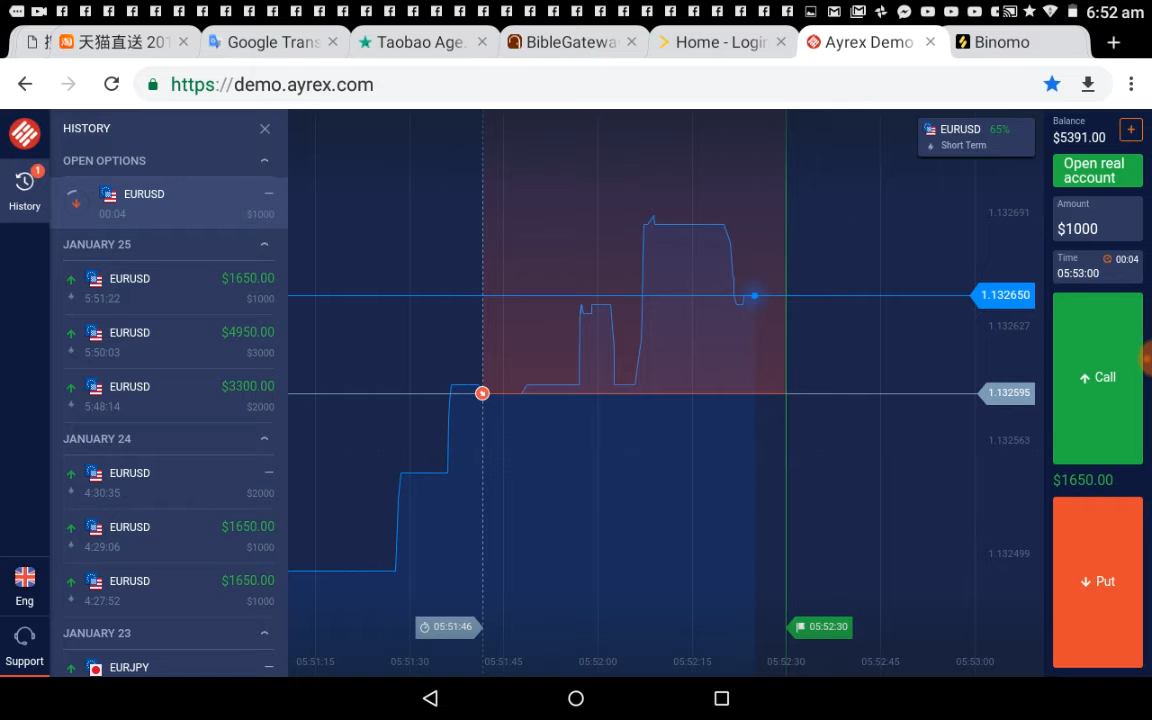 6:52 am
天猫直送 201
Google Trans
Taobao Age
BibleGatewa
Home - Login
Ayrex Demo
Binomo
https://demo.ayrex.com
HISTORY
OPEN OPTIONS
EURUSD
00:04
$1000
JANUARY 25
EURUSD
$1650.00
5:51:22
$1000
EURUSD
$4950.00
5:50:03
$3000
EURUSD
$3300.00
5:48:14
$2000
JANUARY 24
EURUSD
4:30:35
$2000
EURUSD
$1650.00
4:29:06
$1000
EURUSD
$1650.00
4:27:52
$1000
JANUARY 23
EURJPY
1
History
Eng
Support
EURUSD 65%
Short Term
1.132691
1.132650
1.132627
1.132595
1.132563
1.132499
05:51:46
05:52:30
05:51:15
05:51:30
05:51:45
05:52:00
05:52:15
05:52:30
05:52:45
05:53:00
Balance
$5391.00
+
Open real
account
Amount
$1000
Time
00:04
05:53:00
Call
$1650.00
Put